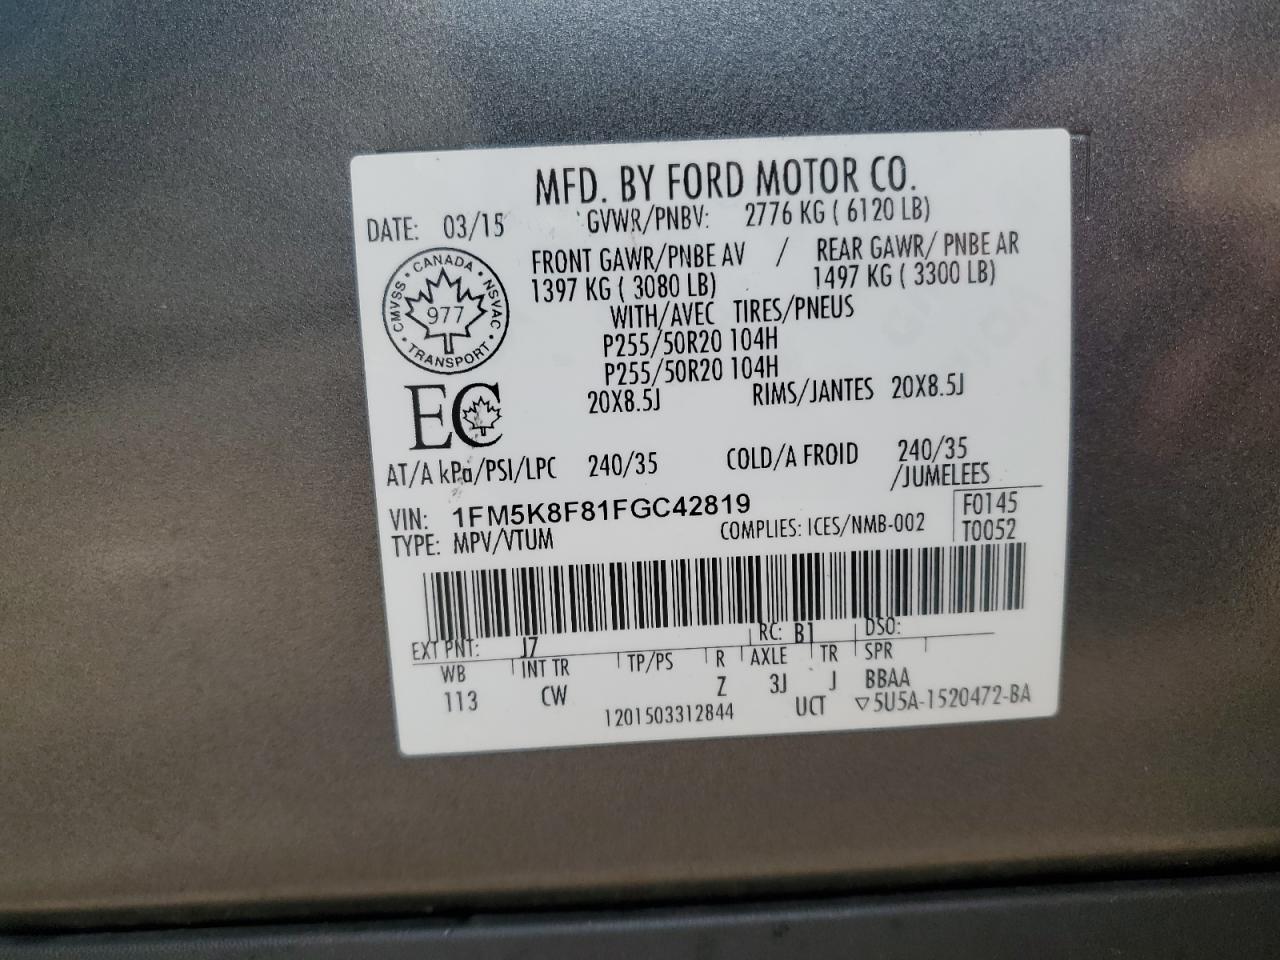 MFD. BY FORD MOTOR CO.
DATE: 03/15 GVWR/PNBV: 2776 KG ( 6120 LB)
FRONT GAWR/PNBE AV / REAR GAWR/ PNBE AR
1397 KG ( 3080 LB) 1497 KG ( 3300 LB)
WITH/AVEC TIRES/PNEUS
P255/50R20 104H
P255/50R20 104H
20X8.5J RIMS/JANTES 20X8.5J
CANADA
CMVSS · NSVAC
977
TRANSPORT
EC
AT/A kPa/PSI/LPC 240/35 COLD/A FROID 240/35
/JUMELEES
VIN: 1FM5K8F81FGC42819 F0145
TYPE: MPV/VTUM COMPLIES: ICES/NMB-002 T0052
EXT PNT: J7 RC: B1 DSO:
WB INT TR TP/PS R AXLE TR SPR
113 CW Z 3J J BBAA
1201503312844 UCT ▽5U5A-1520472-BA